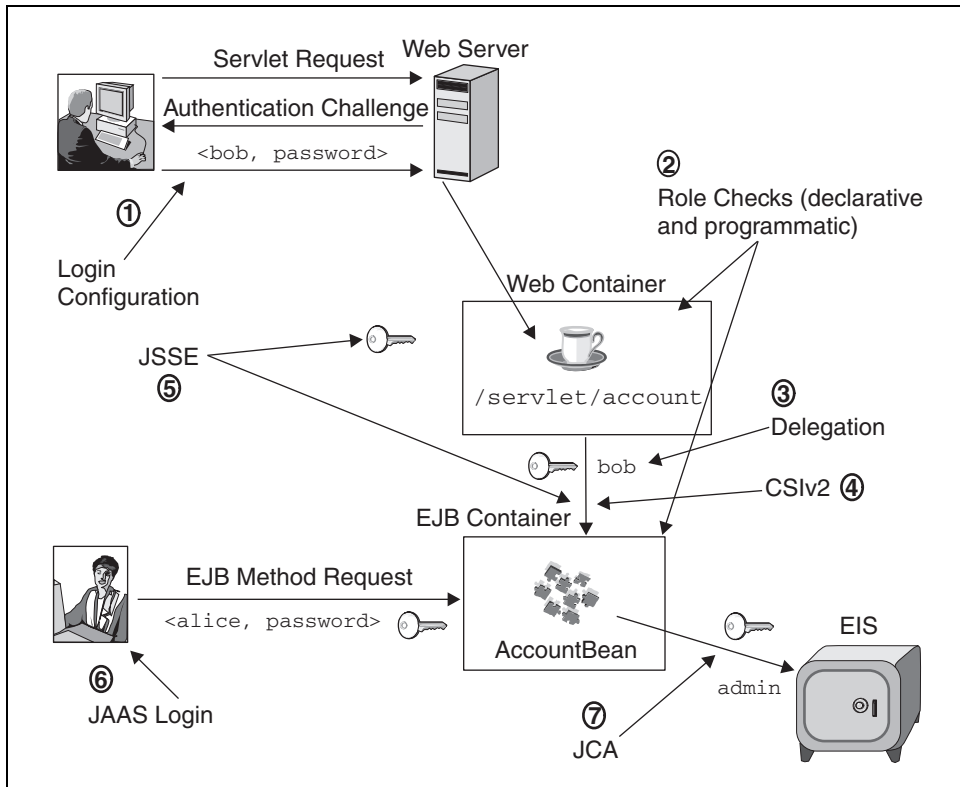 Servlet Request
Web Server
Authentication Challenge
<bob, password>
①
Login
Configuration
②
Role Checks (declarative
and programmatic)
Web Container
/servlet/account
JSSE
⑤
③
Delegation
bob
CSIv2 ④
EJB Container
EJB Method Request
<alice, password>
AccountBean
EIS
admin
⑥
JAAS Login
⑦
JCA